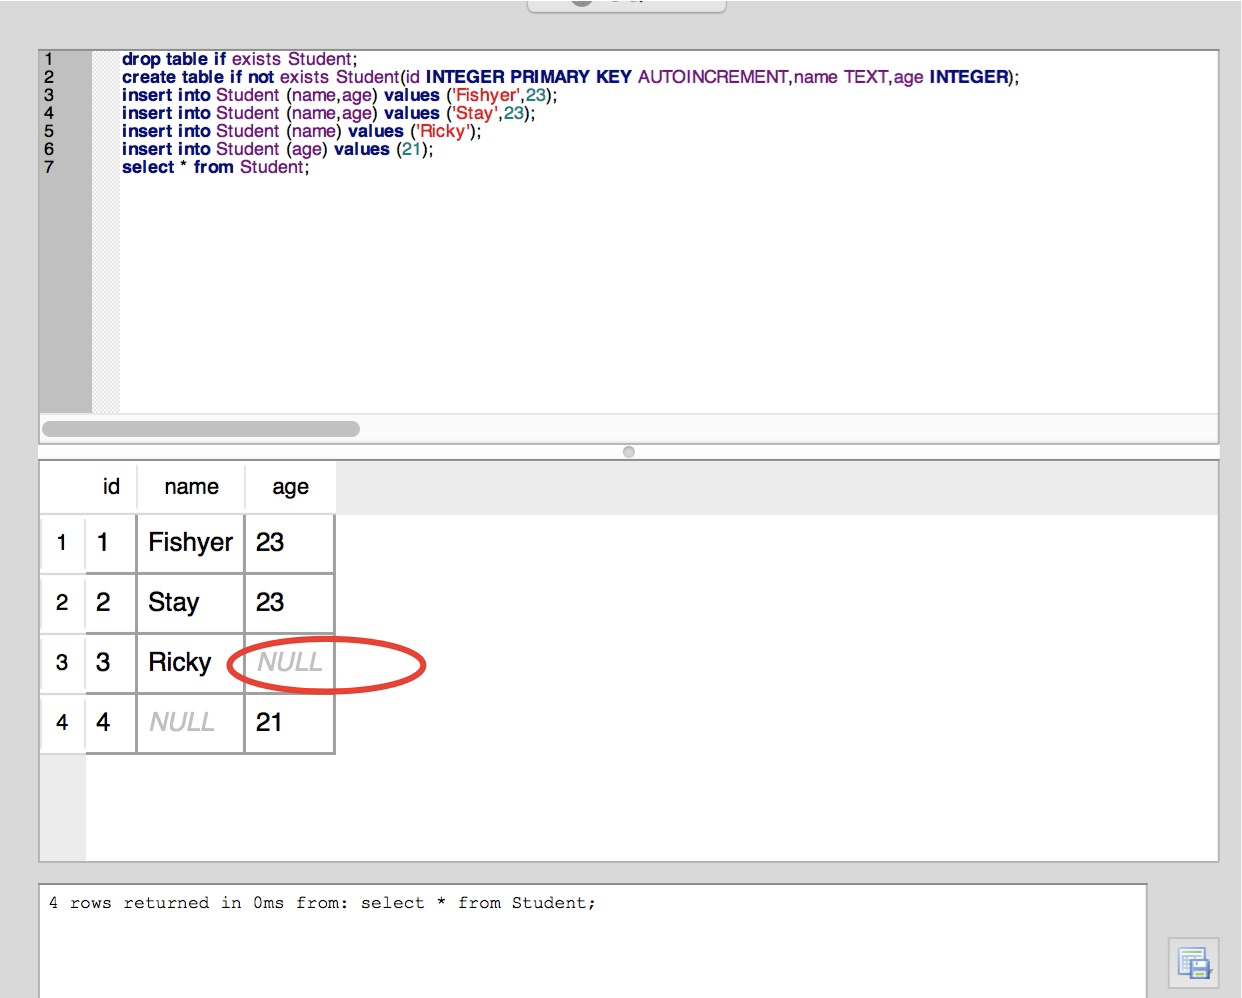 1 drop table if exists Student;
2 create table if not exists Student(id INTEGER PRIMARY KEY AUTOINCREMENT,name TEXT,age INTEGER);
3 insert into Student (name,age) values ('Fishyer',23);
4 insert into Student (name,age) values ('Stay',23);
5 insert into Student (name) values ('Ricky');
6 insert into Student (age) values (21);
7 select * from Student;
id name age
1 1 Fishyer 23
2 2 Stay 23
3 3 Ricky NULL
4 4 NULL 21
4 rows returned in 0ms from: select * from Student;